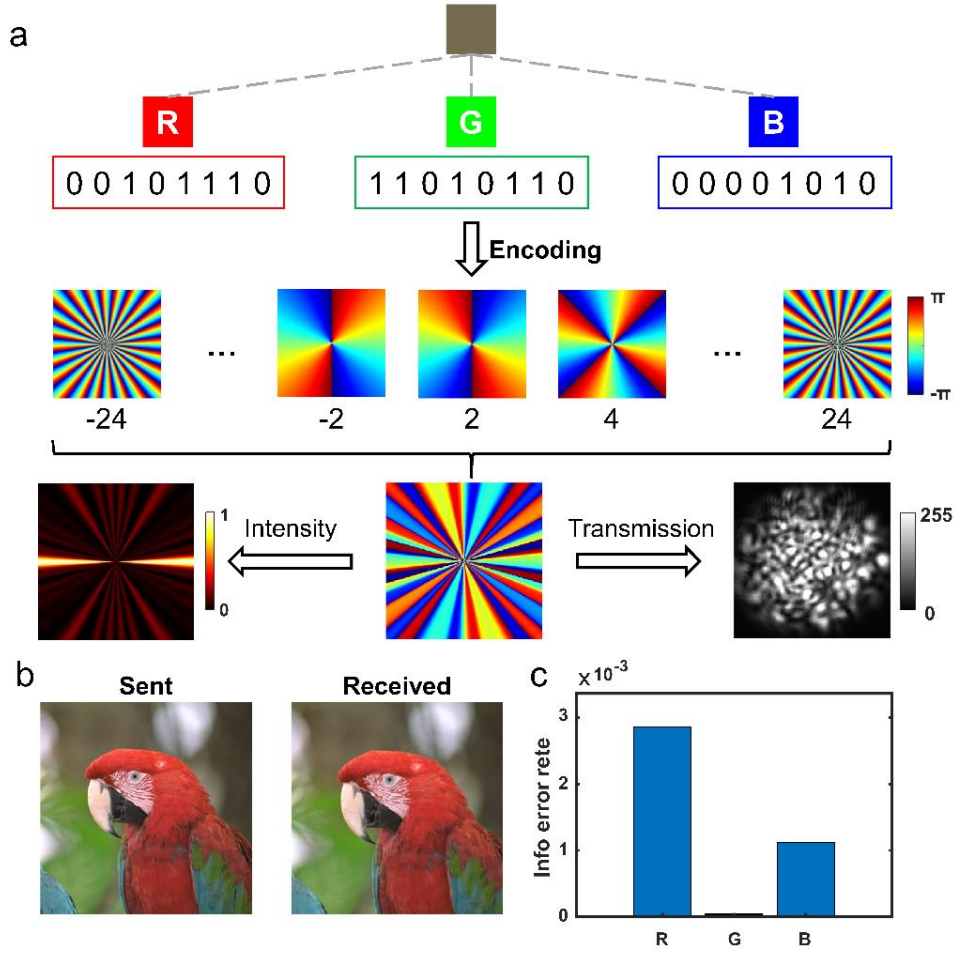 a
R G B
0 0 1 0 1 1 1 0
1 1 0 1 0 1 1 0
0 0 0 0 1 0 1 0
Encoding
... ...
π
-π
-24 -2 2 4 24
Intensity
1
0
Transmission
255
0
b
Sent Received
c
×10⁻³
Info error rete
3
2
1
0
R G B